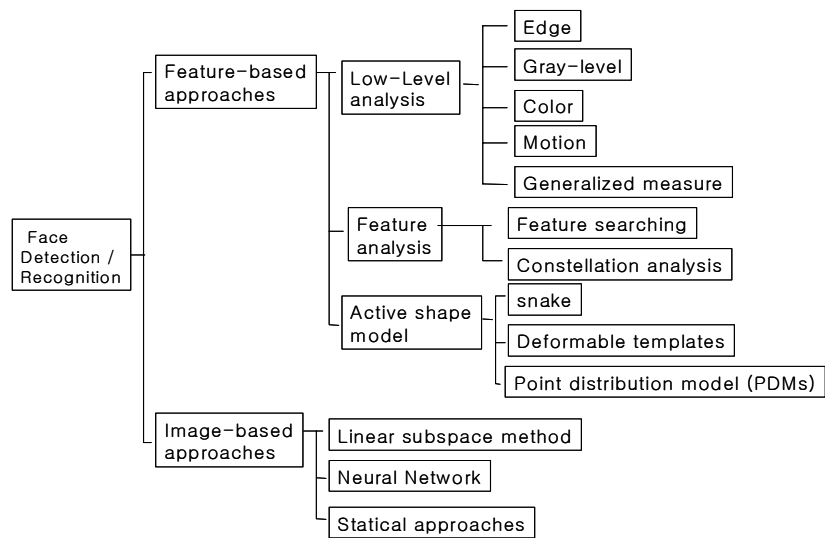 Face
Detection /
Recognition
Feature-based
approaches
Low-Level
analysis
Edge
Gray-level
Color
Motion
Generalized measure
Feature
analysis
Feature searching
Constellation analysis
Active shape
model
snake
Deformable templates
Point distribution model (PDMs)
Image-based
approaches
Linear subspace method
Neural Network
Statical approaches